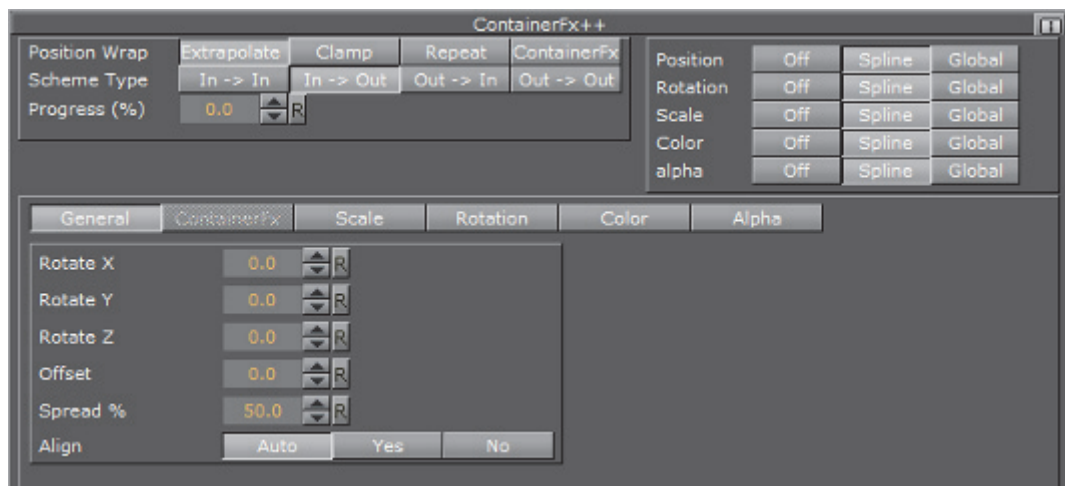 ContainerFx++
Position Wrap Extrapolate Clamp Repeat ContainerFx
Scheme Type In -> In In -> Out Out -> In Out -> Out
Progress (%) 0.0 R
Position Off Spline Global
Rotation Off Spline Global
Scale Off Spline Global
Color Off Spline Global
alpha Off Spline Global
General ContainerFx Scale Rotation Color Alpha
Rotate X 0.0 R
Rotate Y 0.0 R
Rotate Z 0.0 R
Offset 0.0 R
Spread % 50.0 R
Align Auto Yes No